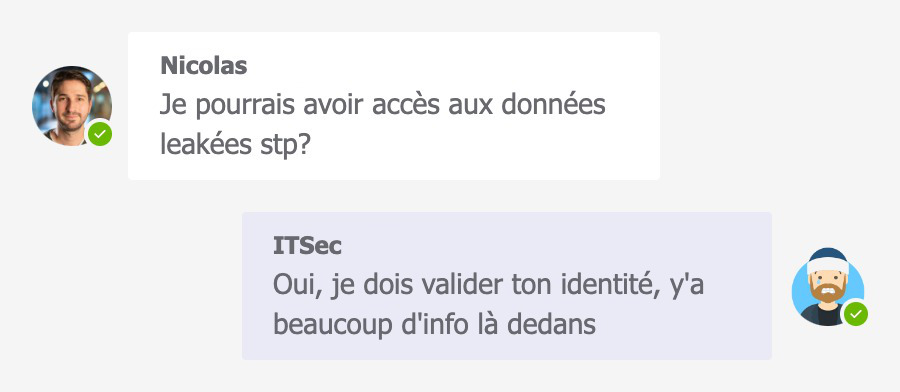 Nicolas
Je pourrais avoir accès aux données
leakées stp?
ITSec
Oui, je dois valider ton identité, y'a
beaucoup d'info là dedans